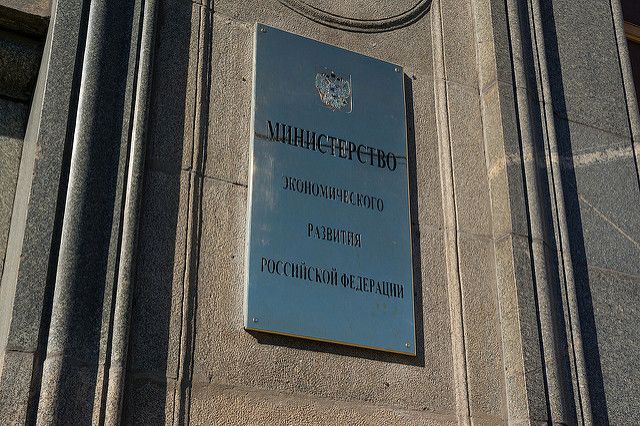 МИНИСТЕРСТВО
ЭКОНОМИЧЕСКОГО
РАЗВИТИЯ
РОССИЙСКОЙ ФЕДЕРАЦИИ